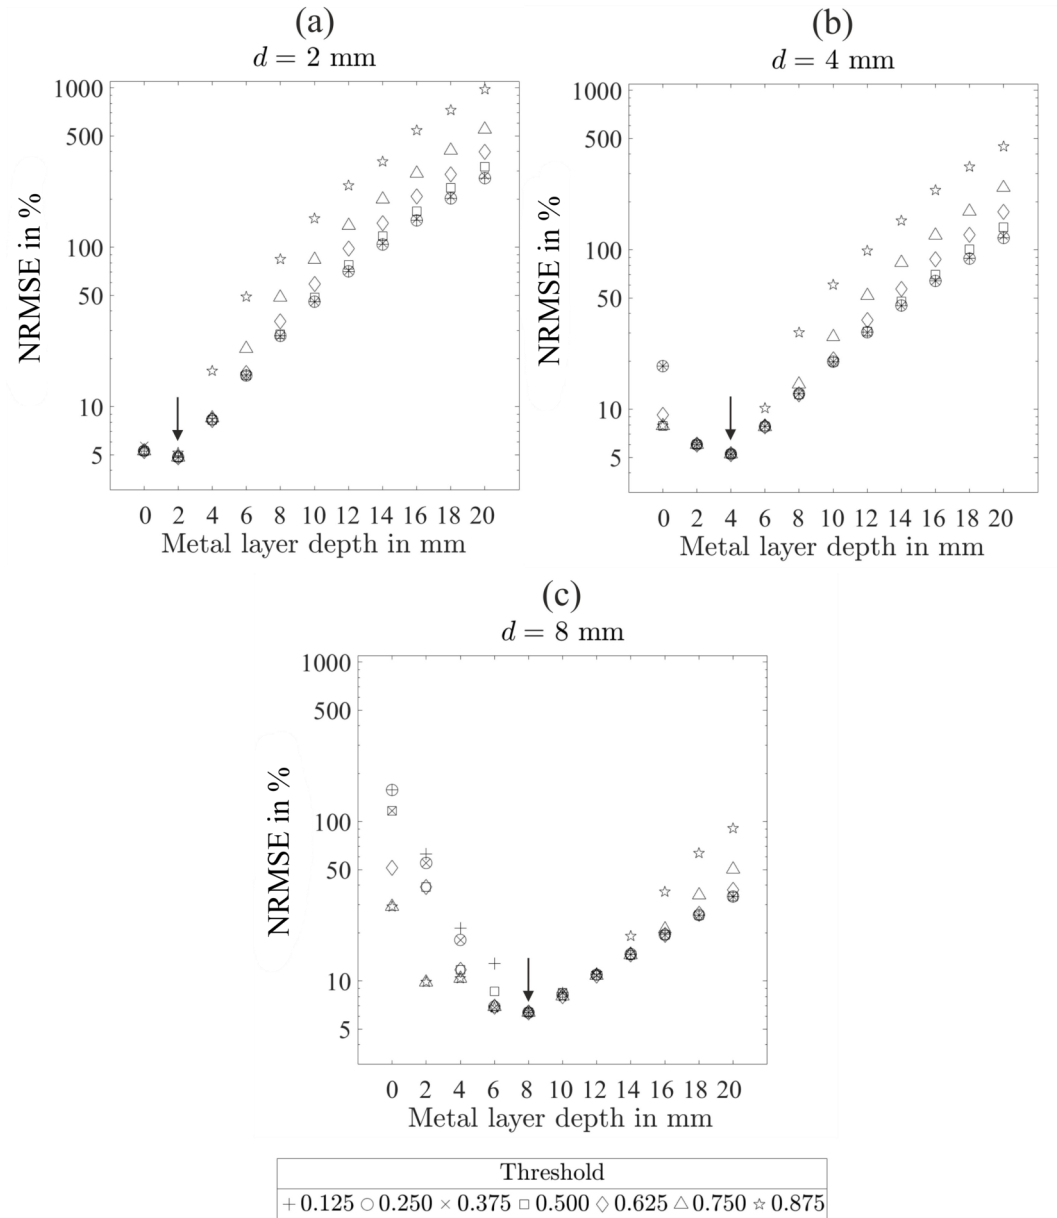 (a)
d = 2 mm
1000
500
100
50
10
5
NRMSE in %
0 2 4 6 8 10 12 14 16 18 20
Metal layer depth in mm
(b)
d = 4 mm
1000
500
100
50
10
5
NRMSE in %
0 2 4 6 8 10 12 14 16 18 20
Metal layer depth in mm
(c)
d = 8 mm
1000
500
100
50
10
5
NRMSE in %
0 2 4 6 8 10 12 14 16 18 20
Metal layer depth in mm
Threshold
+ 0.125 ○ 0.250 × 0.375 □ 0.500 ◇ 0.625 △ 0.750 ☆ 0.875